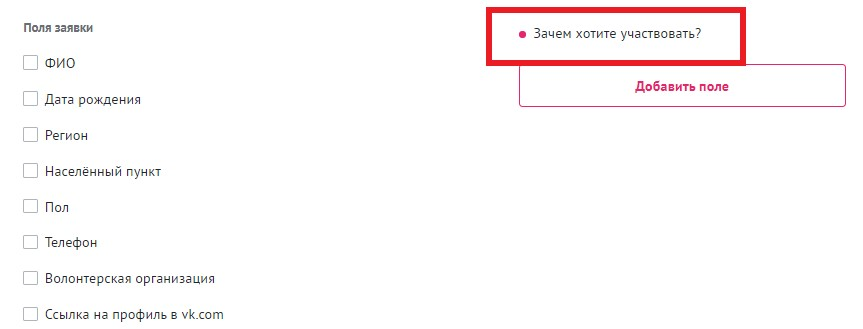 Поля заявки
ФИО
Дата рождения
Регион
Населённый пункт
Пол
Телефон
Волонтерская организация
Ссылка на профиль в vk.com
Зачем хотите участвовать?
Добавить поле